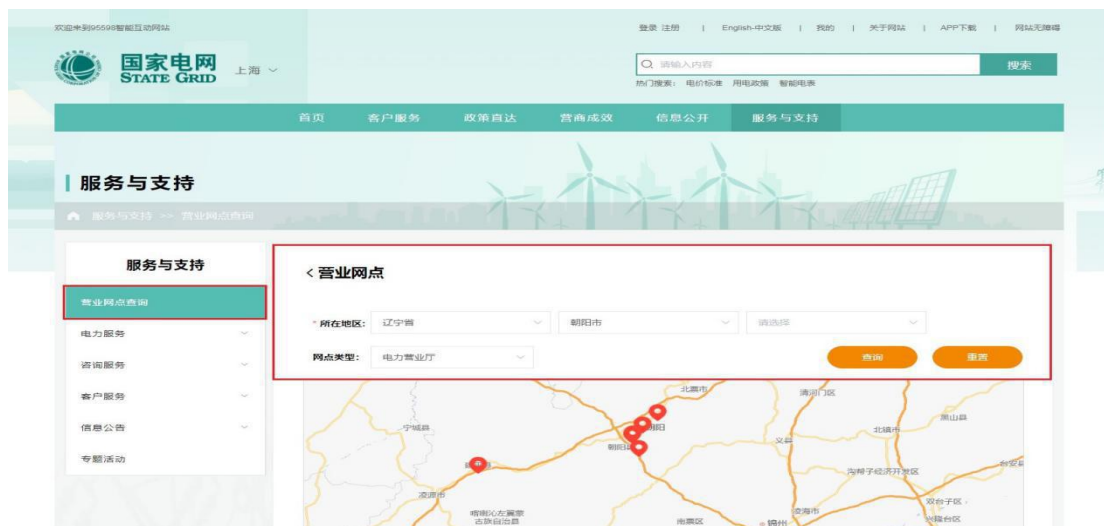 欢迎来到95598智能互动网站
登录 注册 | English-中文版 | 我的 | 关于网站 | APP下载 | 网站无障碍
国家电网
STATE GRID
上海
请输入内容
搜索
热门搜索: 电价标准 用电政策 智能电表
首页 客户服务 政策直达 营商成效 信息公开 服务与支持
服务与支持
服务与支持 >> 营业网点查询
服务与支持
营业网点查询
电力服务
咨询服务
客户服务
信息公告
专题活动
<营业网点
*所在地区: 辽宁省 朝阳市 请选择
网点类型: 电力营业厅 查询 重置
北票市
清河门区
黑山县
宁城县
朝阳
北镇市
义县
台安县
沟帮子经济开发区
凌源市
双台子区
喀喇沁左翼蒙
古族自治县
凌海市
南票区
锦州
兴隆台区